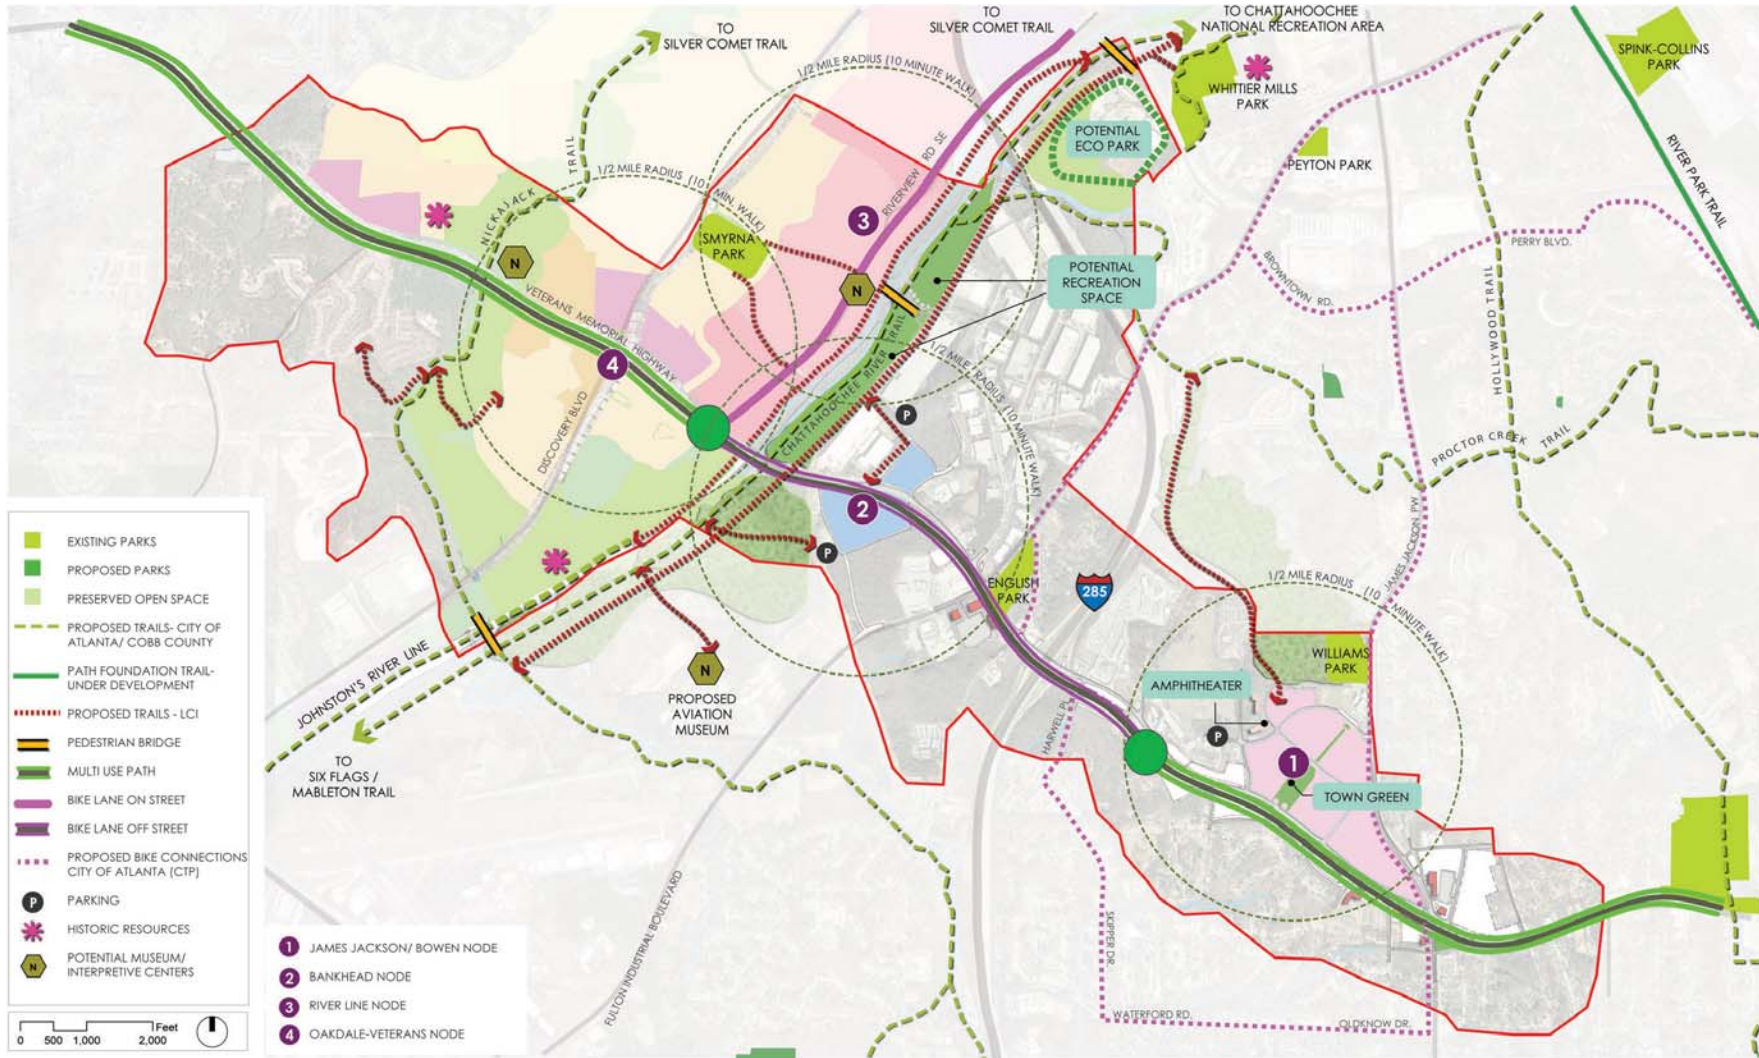 TO
SILVER COMET TRAIL
TO
SILVER COMET TRAIL
TO CHATTAHOOCHEE
NATIONAL RECREATION AREA
SPINK-COLLINS
PARK
1/2 MILE RADIUS (10 MINUTE WALK)
WHITTIER MILLS
PARK
POTENTIAL
ECO PARK
PEYTON PARK
RIVER PARK TRAIL
NICKAJACK
TRAIL
1/2 MILE RADIUS (10 MIN. WALK)
RIVERVIEW RD SE
3
SMYRNA
PARK
N
N
POTENTIAL
RECREATION
SPACE
PERRY BLVD.
BROWNTOWN RD.
HOLLYWOOD TRAIL
VETERANS MEMORIAL HIGHWAY
4
CHATTAHOOCHEE RIVER TRAIL
1/2 MILE RADIUS (10 MINUTE WALK)
P
DISCOVERY BLVD
PROCTOR CREEK TRAIL
2
P
JAMES JACKSON PW
ENGLISH
PARK
285
1/2 MILE RADIUS (10 MINUTE WALK)
WILLIAMS
PARK
JOHNSTON'S RIVER LINE
N
PROPOSED
AVIATION
MUSEUM
AMPHITHEATER
HARWELL PL
P
1
TOWN GREEN
TO
SIX FLAGS /
MABLETON TRAIL
FULTON INDUSTRIAL BOULEVARD
SKIPPER DR.
WATERFORD RD.
OLDKNOW DR.
EXISTING PARKS
PROPOSED PARKS
PRESERVED OPEN SPACE
PROPOSED TRAILS- CITY OF
ATLANTA/ COBB COUNTY
PATH FOUNDATION TRAIL-
UNDER DEVELOPMENT
PROPOSED TRAILS - LCI
PEDESTRIAN BRIDGE
MULTI USE PATH
BIKE LANE ON STREET
BIKE LANE OFF STREET
PROPOSED BIKE CONNECTIONS
CITY OF ATLANTA (CTP)
P PARKING
HISTORIC RESOURCES
N POTENTIAL MUSEUM/
INTERPRETIVE CENTERS
0 500 1,000 2,000 Feet
1 JAMES JACKSON/ BOWEN NODE
2 BANKHEAD NODE
3 RIVER LINE NODE
4 OAKDALE-VETERANS NODE